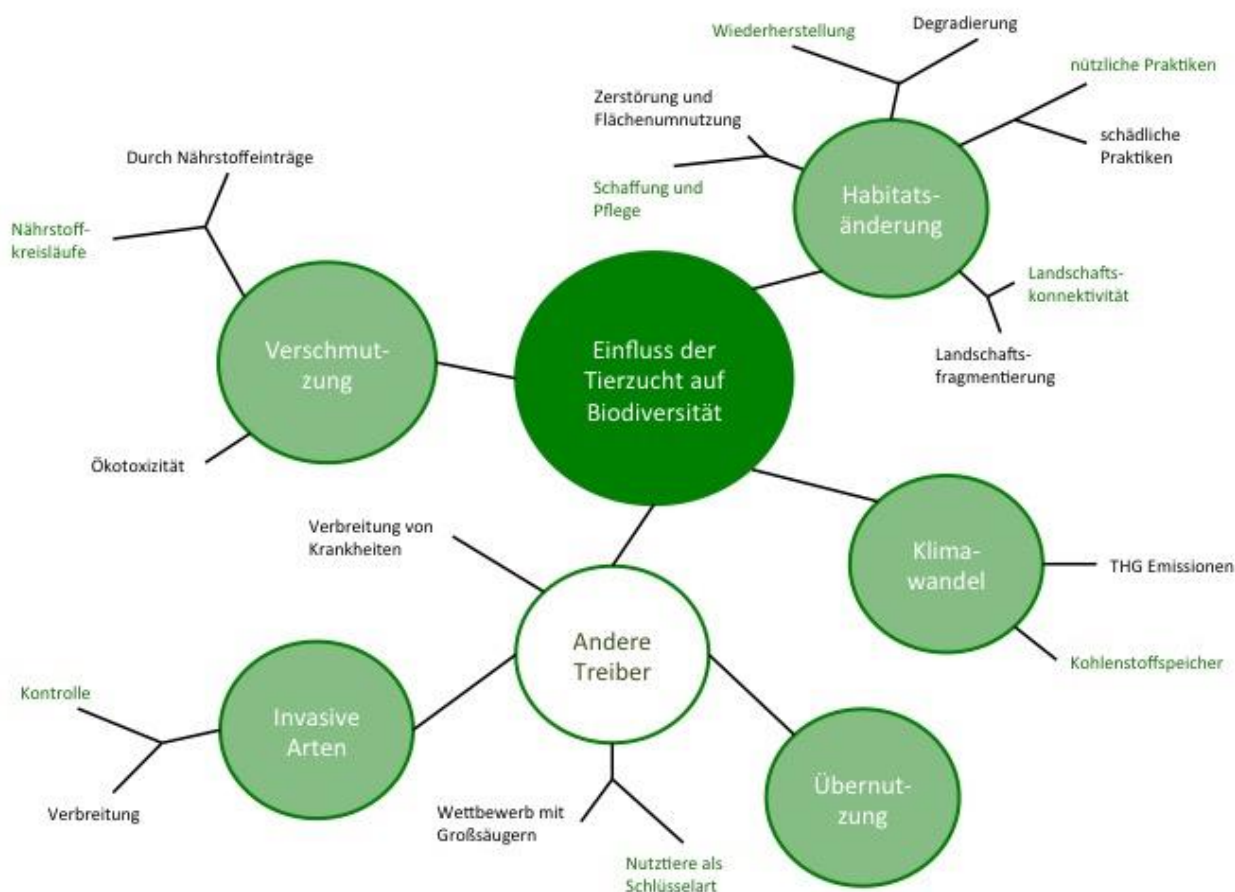 Wiederherstellung
Degradierung
nützliche Praktiken
Zerstörung und
Flächenumnutzung
schädliche
Praktiken
Schaffung und
Pflege
Habitats-
änderung
Landschafts-
konnektivität
Landschafts-
fragmentierung
Durch Nährstoffeinträge
Nährstoff-
kreisläufe
Verschmut-
zung
Ökotoxizität
Einfluss der
Tierzucht auf
Biodiversität
Klima-
wandel
THG Emissionen
Kohlenstoffspeicher
Verbreitung von
Krankheiten
Andere
Treiber
Kontrolle
Verbreitung
Invasive
Arten
Wettbewerb mit
Großsäugern
Nutztiere als
Schlüsselart
Übernut-
zung